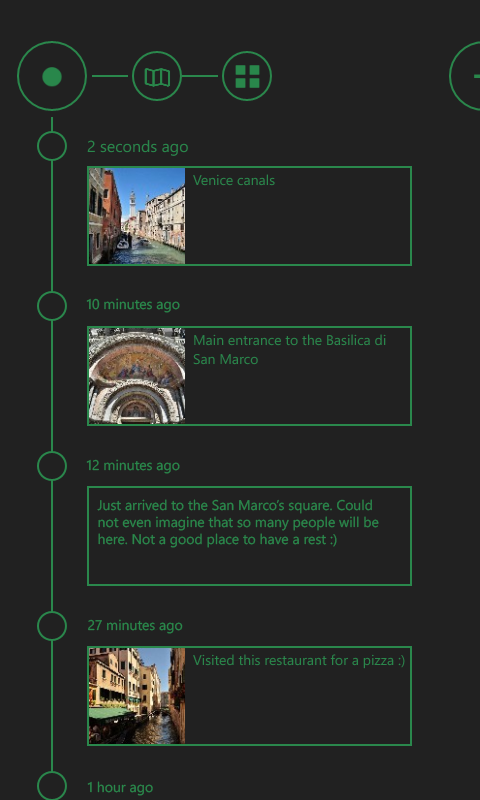 2 seconds ago
Venice canals
10 minutes ago
Main entrance to the Basilica di
San Marco
12 minutes ago
Just arrived to the San Marco's square. Could
not even imagine that so many people will be
here. Not a good place to have a rest :)
27 minutes ago
Visited this restaurant for a pizza :)
1 hour ago